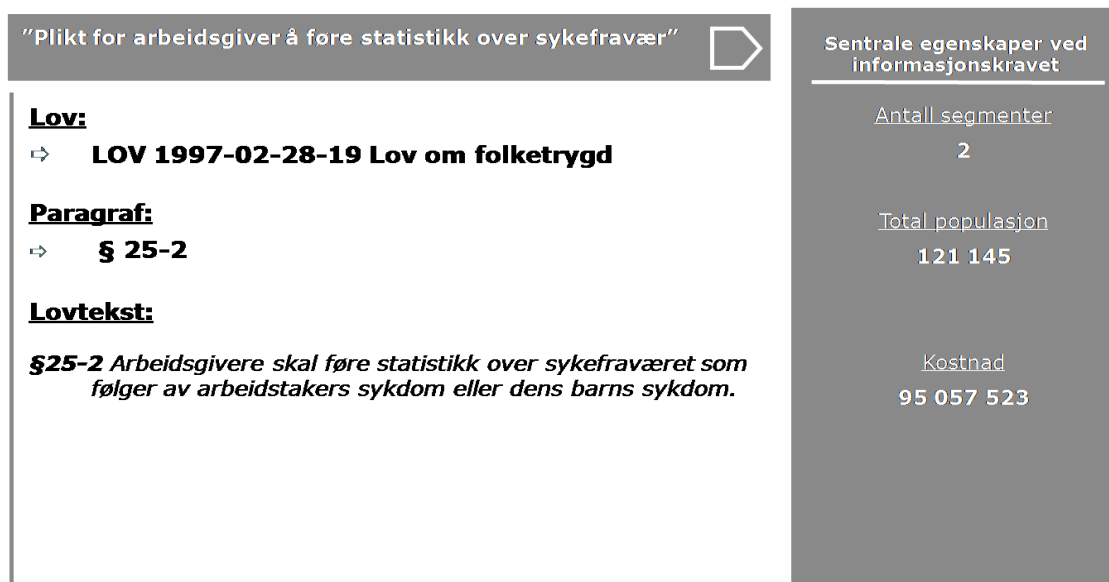 ”Plikt for arbeidsgiver å føre statistikk over sykefravær”
Lov:
⇨ LOV 1997-02-28-19 Lov om folketrygd
Paragraf:
⇨ § 25-2
Lovtekst:
§25-2 Arbeidsgivere skal føre statistikk over sykefraværet som
følger av arbeidstakers sykdom eller dens barns sykdom.
Sentrale egenskaper ved
informasjonskravet
Antall segmenter
2
Total populasjon
121 145
Kostnad
95 057 523